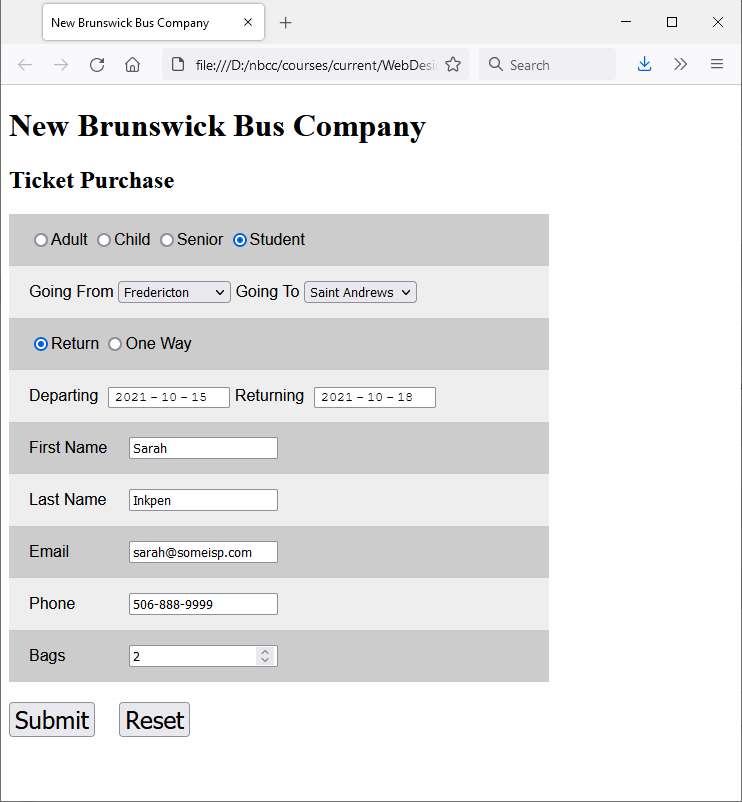 New Brunswick Bus Company
file:///D:/nbcc/courses/current/WebDesi
Search
New Brunswick Bus Company
Ticket Purchase
Adult Child Senior Student
Going From Fredericton Going To Saint Andrews
Return One Way
Departing 2021-10-15 Returning 2021-10-18
First Name Sarah
Last Name Inkpen
Email sarah@someisp.com
Phone 506-888-9999
Bags 2
Submit Reset